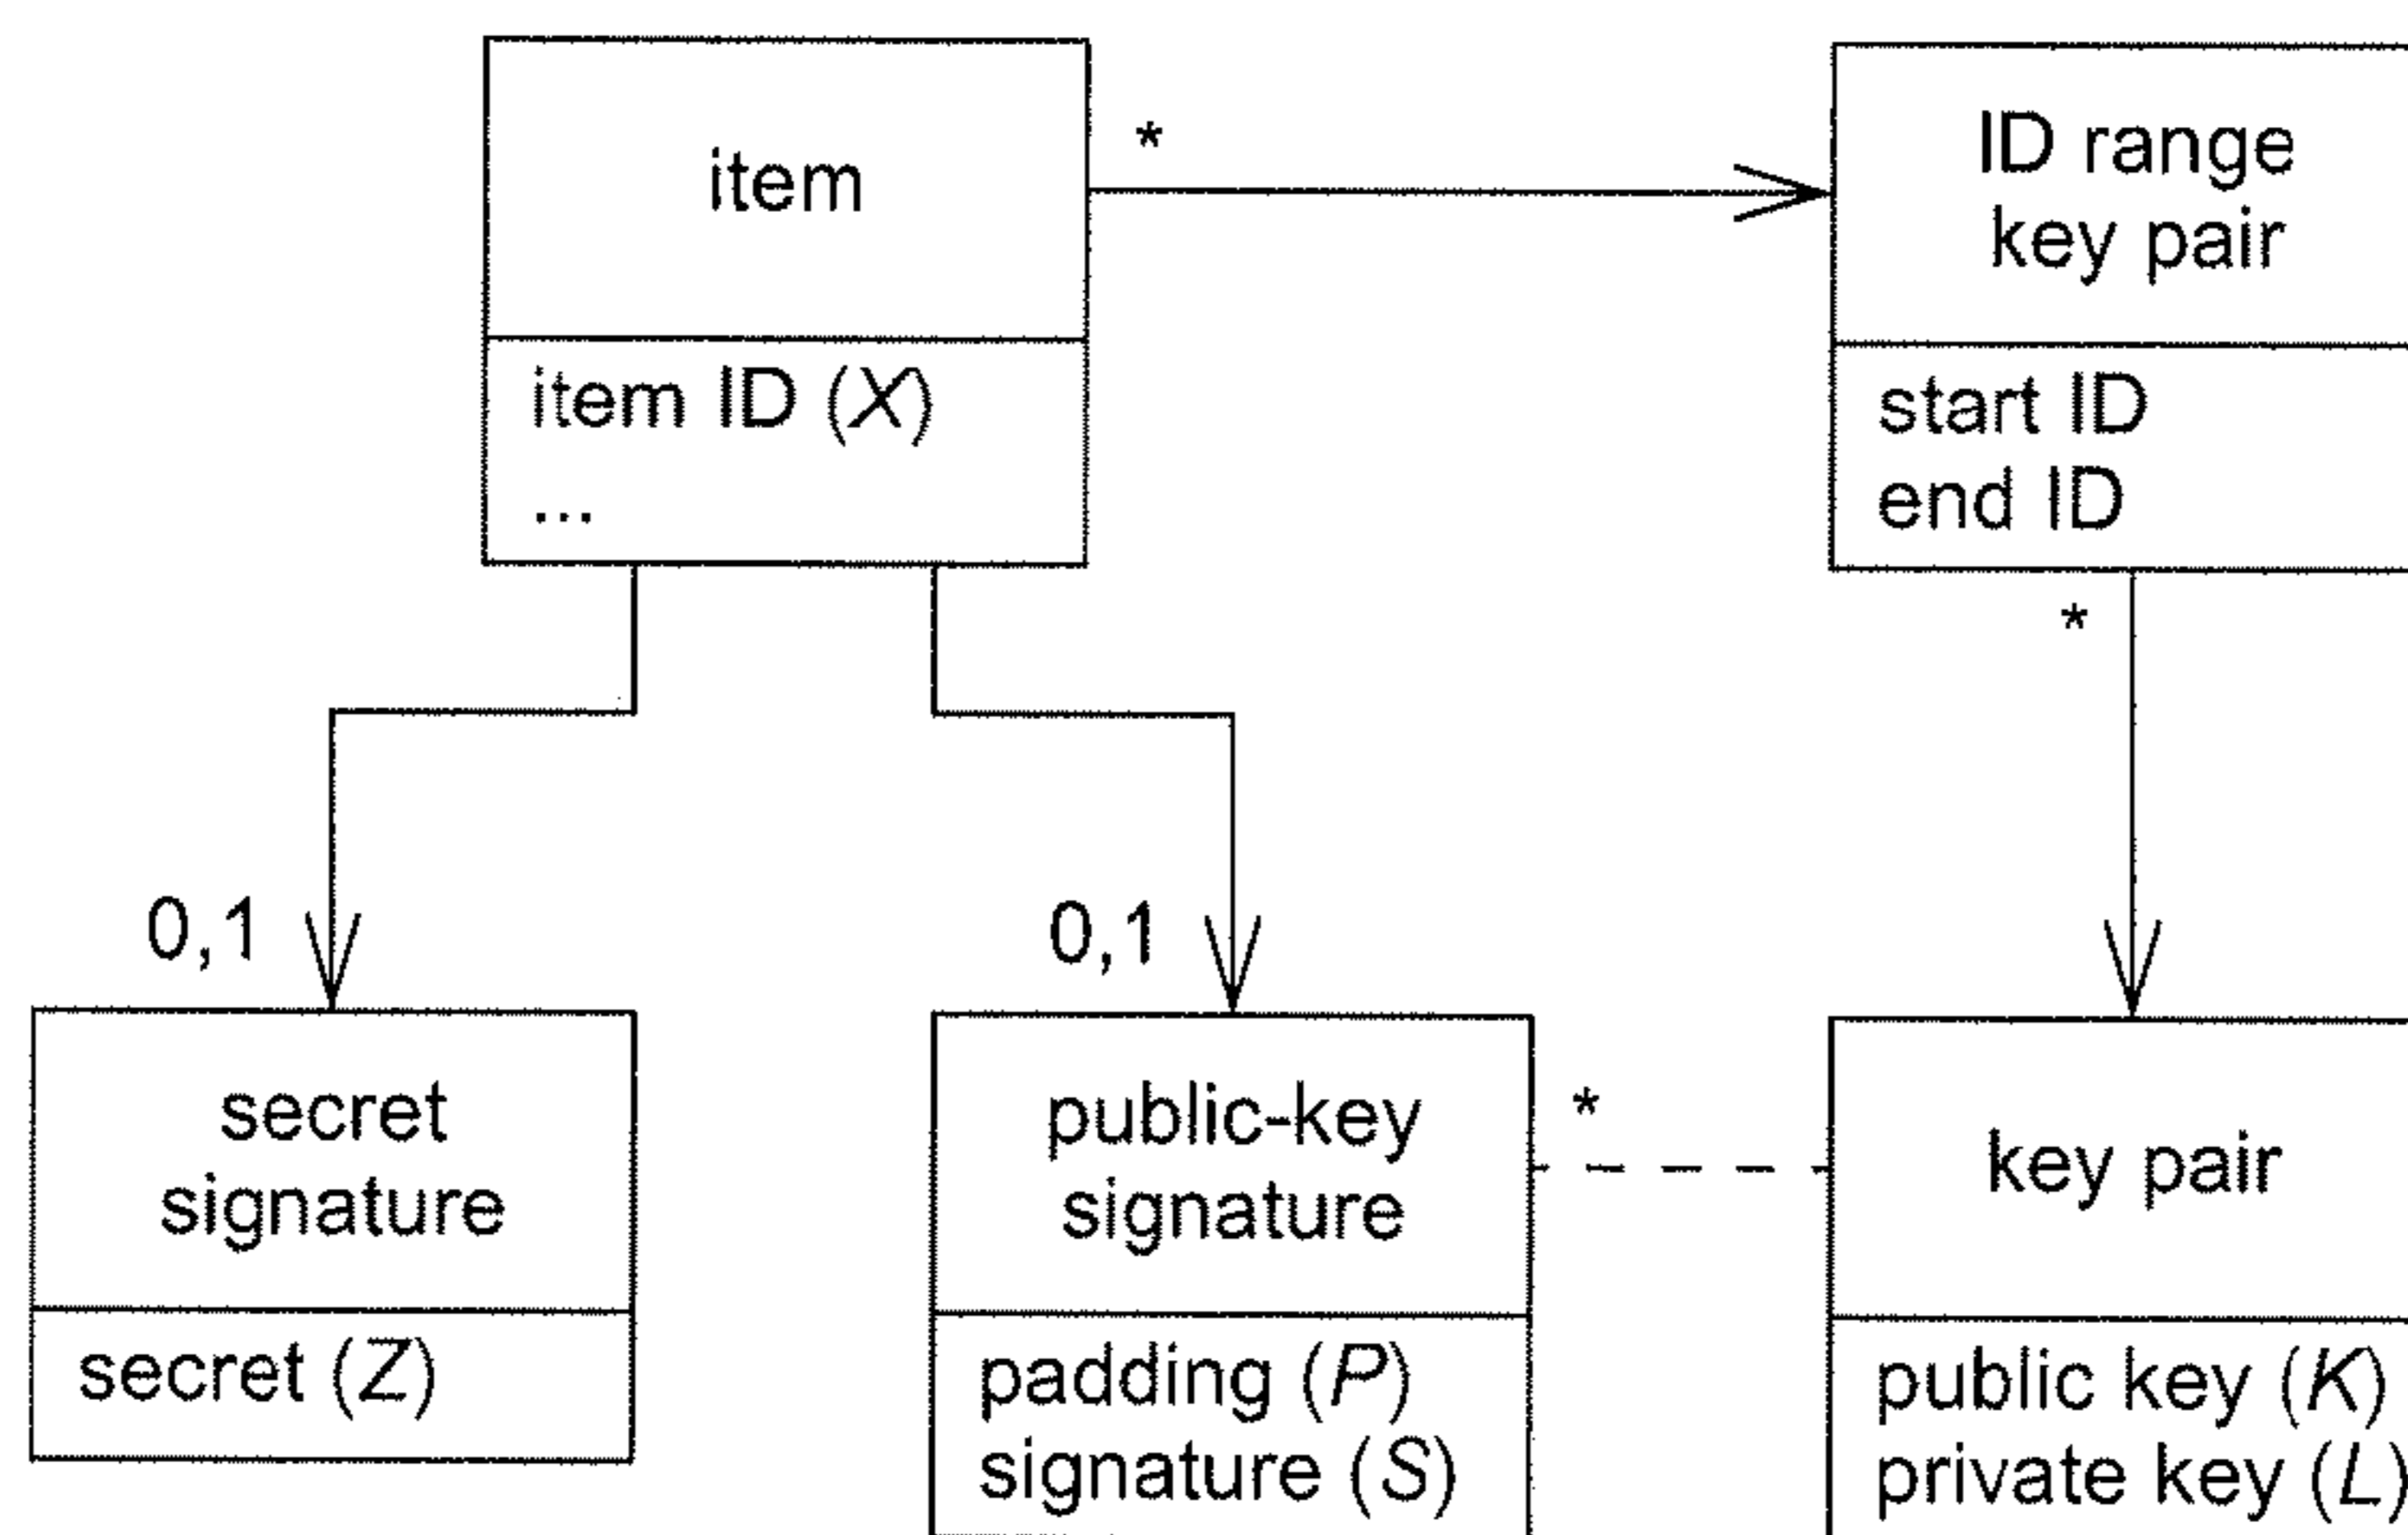 item
item ID (X)
...
*
ID range
key pair
start ID
end ID
*
0,1
0,1
secret
signature
secret (Z)
public-key
signature
padding (P)
signature (S)
*
key pair
public key (K)
private key (L)